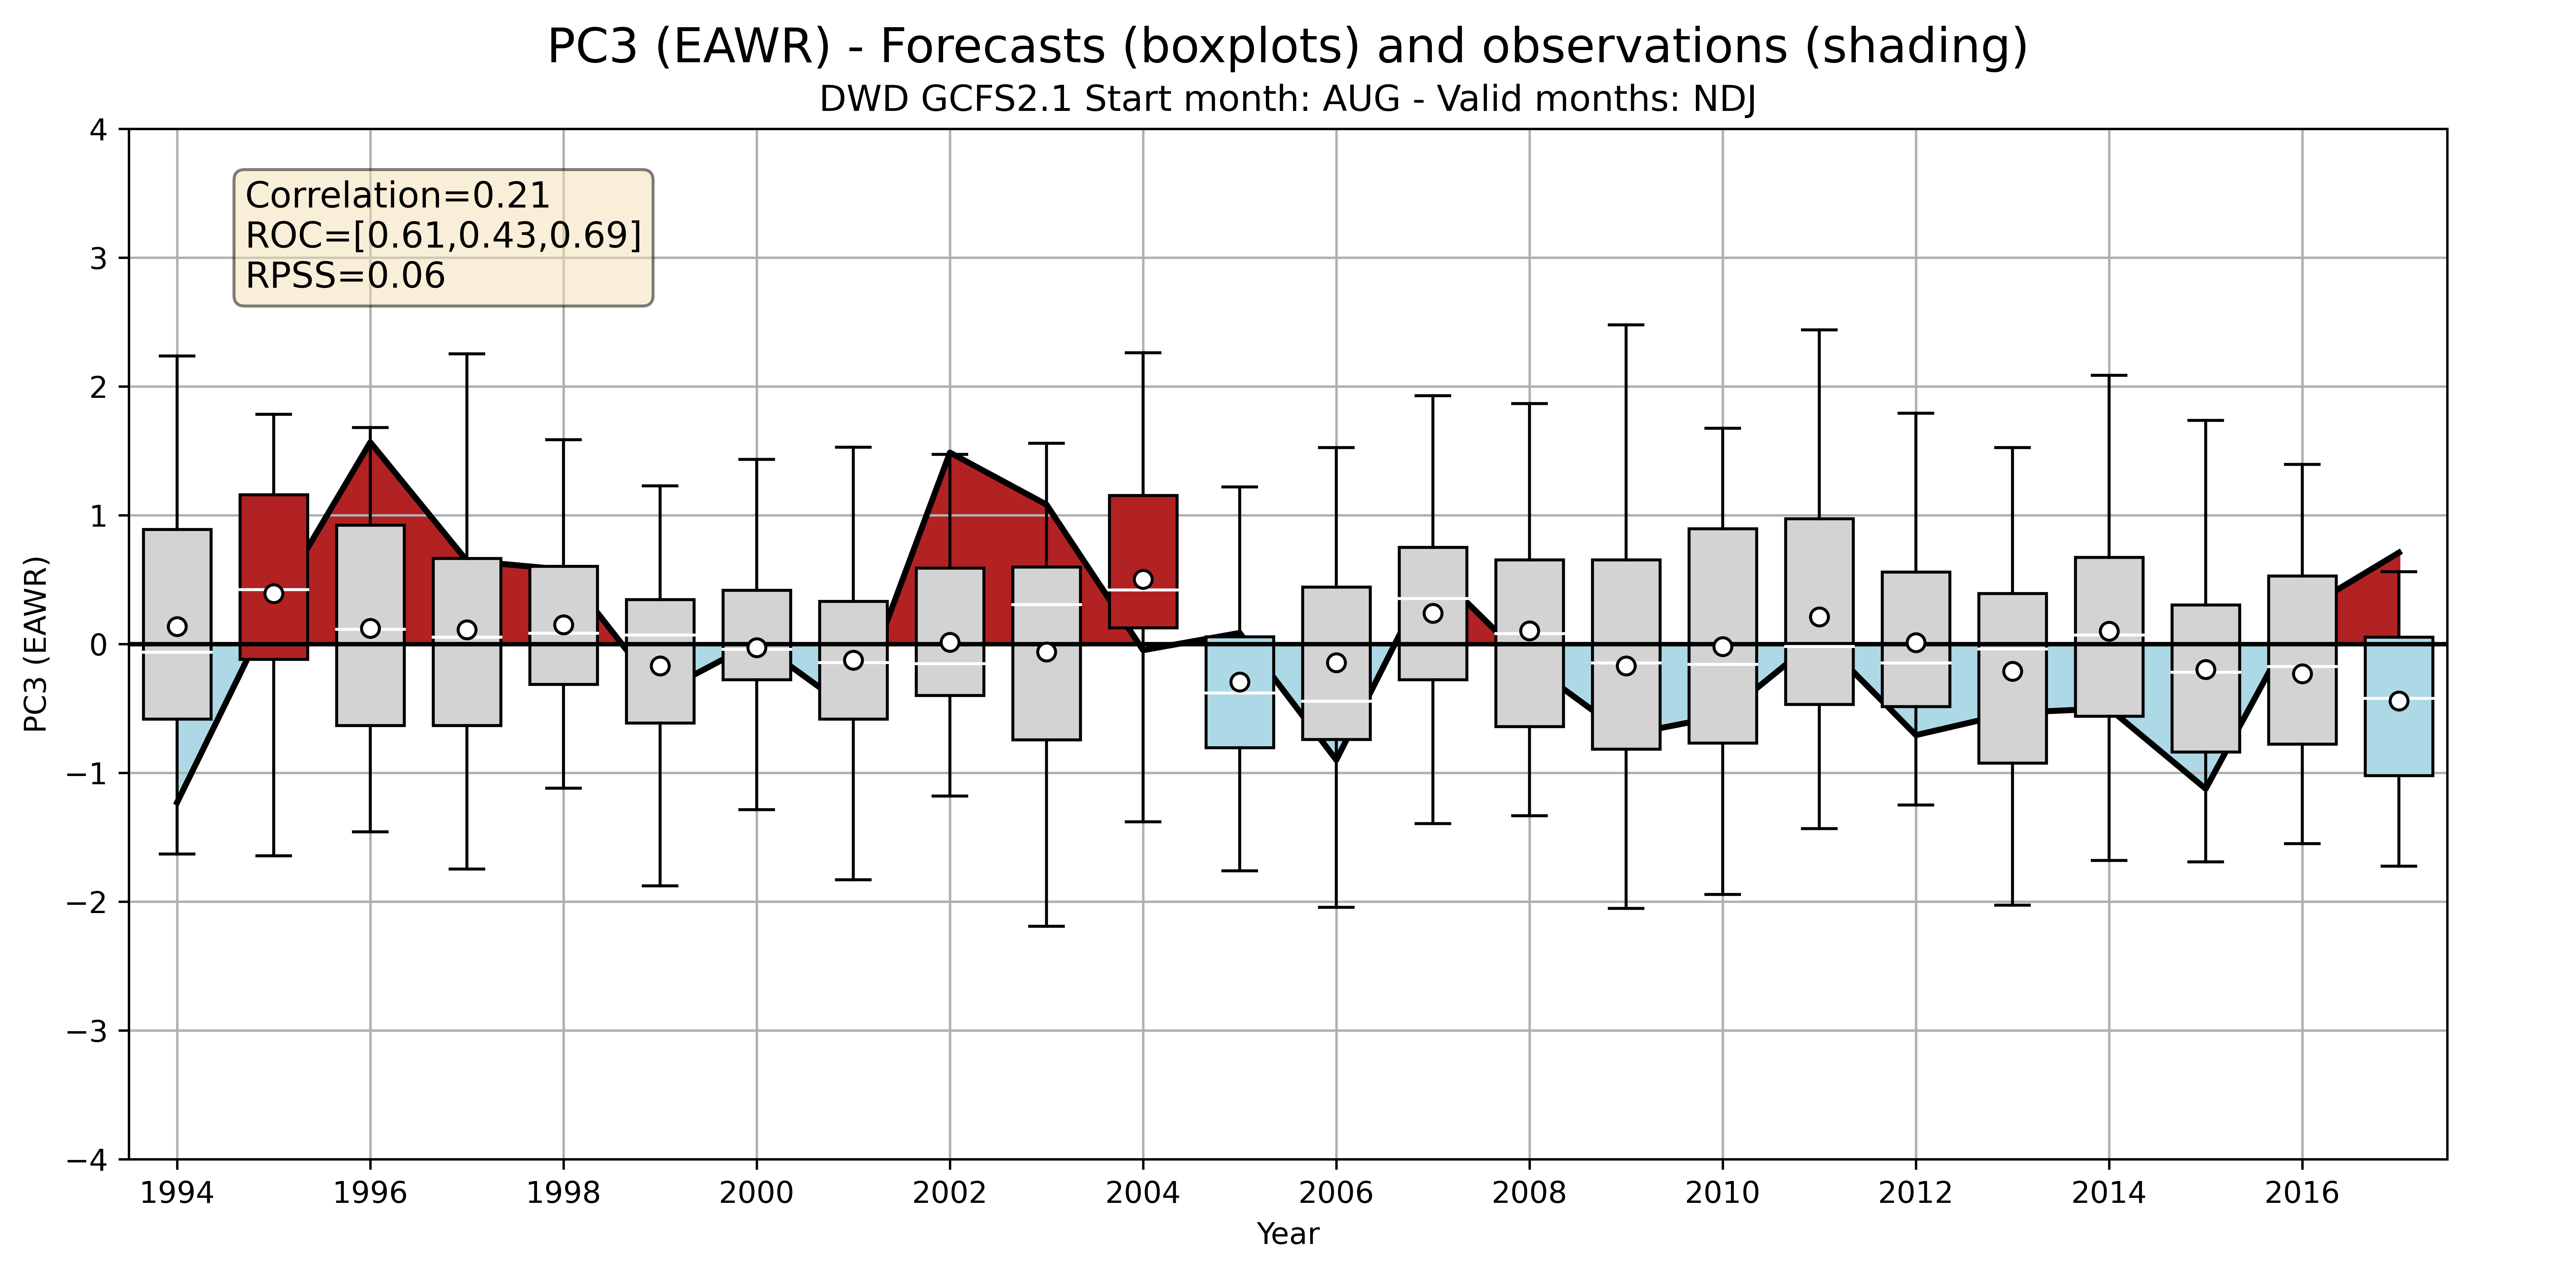 PC3 (EAWR) - Forecasts (boxplots) and observations (shading)
DWD GCFS2.1 Start month: AUG - Valid months: NDJ
Correlation=0.21
ROC=[0.61,0.43,0.69]
RPSS=0.06
PC3 (EAWR)
4
3
2
1
0
−1
−2
−3
−4
1994 1996 1998 2000 2002 2004 2006 2008 2010 2012 2014 2016
Year